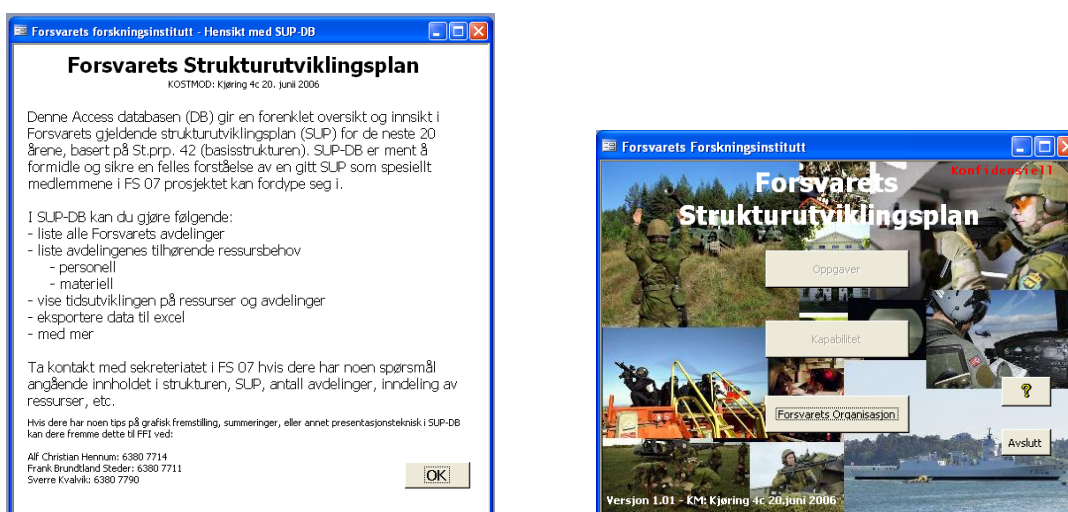 Forsvarets forskningsinstitutt - Hensikt med SUP-DB
Forsvarets Strukturutviklingsplan
KOSTMOD: Kjøring 4c 20. junii 2006
Denne Access databasen (DB) gir en forenklet oversikt og innsikt i
Forsvarets gjeldende strukturutviklingsplan (SUP) for de neste 20
årene, basert på St.prp. 42 (basisstrukturen). SUP-DB er ment å
formidle og sikre en felles forståelse av en gitt SUP som spesiellt
medlemmene i FS 07 prosjektet kan fordype seg i.
I SUP-DB kan du gjøre følgende:
- liste alle Forsvarets avdelinger
- liste avdelingenes tilhørende ressursbehov
- personell
- materiell
- vise tidsutviklingen på ressurser og avdelinger
- eksportere data til excel
- med mer
Ta kontakt med sekreteriatet i FS 07 hvis dere har noen spørsmål
angående innholdet i strukturen, SUP, antall avdelinger, inndeling av
ressurser, etc.
Hvis dere har noen tips på grafisk fremstilling, summeringer, eller annet presentasjonsteknisk i SUP-DB
kan dere fremme dette til FFI ved:
Alf Christian Hennum: 6380 7714
Frank Brundtland Steder: 6380 7711
Sverre Kvalvik: 6380 7790
OK
Forsvarets Forskningsinstitutt
Konfidensiell
Forsvarets
Strukturutviklingsplan
Oppgaver
Kapabilitet
Forsvarets Organisasjon
?
Avslutt
Versjon 1.01 - KM: Kjøring 4c 20.juni 2006